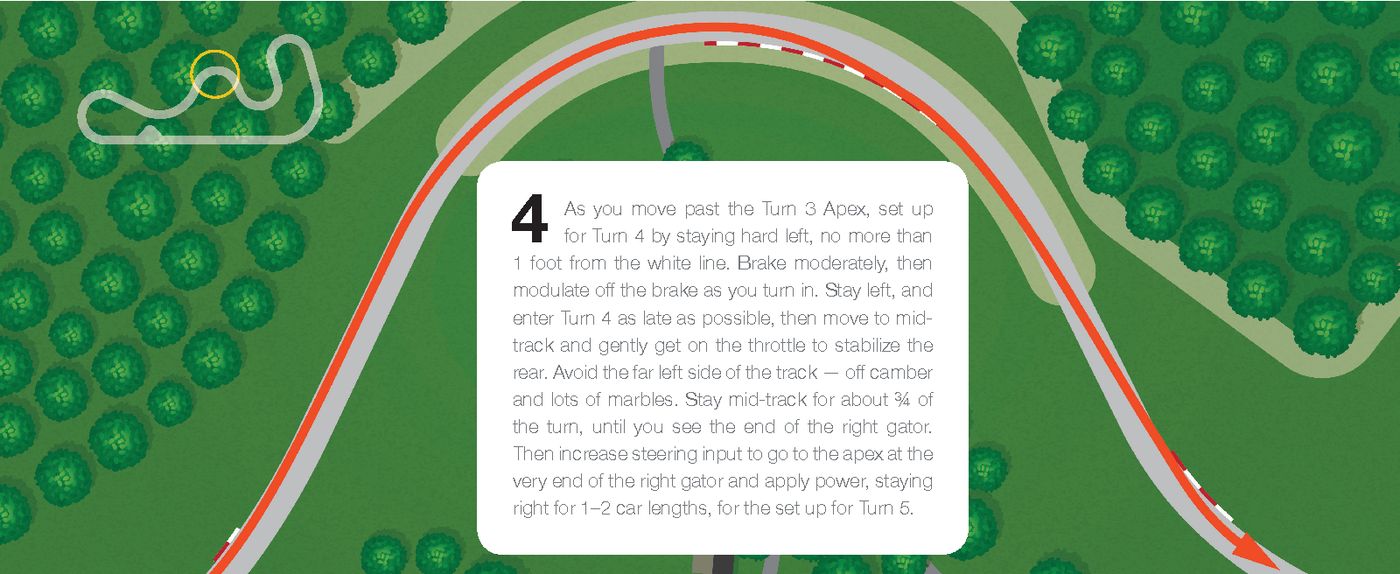 4 As you move past the Turn 3 Apex, set up
for Turn 4 by staying hard left, no more than
1 foot from the white line. Brake moderately, then
modulate off the brake as you turn in. Stay left, and
enter Turn 4 as late as possible, then move to mid-
track and gently get on the throttle to stabilize the
rear. Avoid the far left side of the track — off camber
and lots of marbles. Stay mid-track for about ¾ of
the turn, until you see the end of the right gator.
Then increase steering input to go to the apex at the
very end of the right gator and apply power, staying
right for 1–2 car lengths, for the set up for Turn 5.